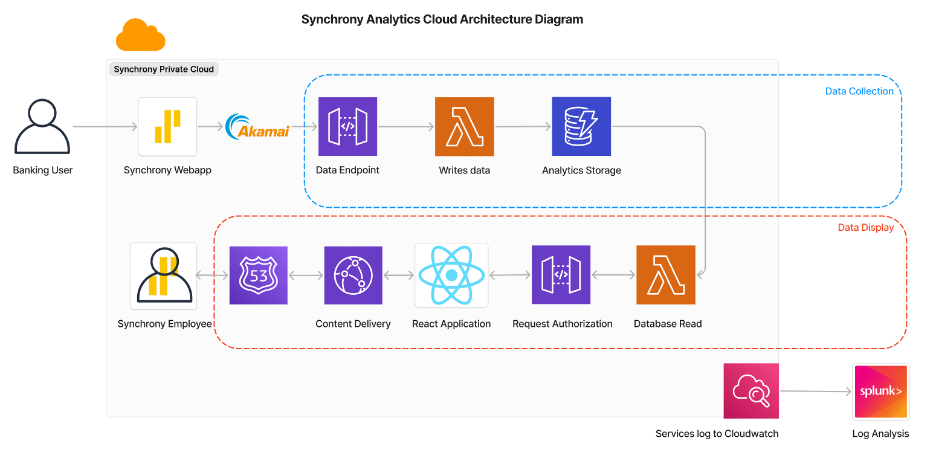 Synchrony Analytics Cloud Architecture Diagram
Synchrony Private Cloud
Data Collection
Akamai
Banking User
Synchrony Webapp
Data Endpoint
Writes data
Analytics Storage
Data Display
53
Synchrony Employee
Content Delivery
React Application
Request Authorization
Database Read
splunk>
Services log to Cloudwatch
Log Analysis